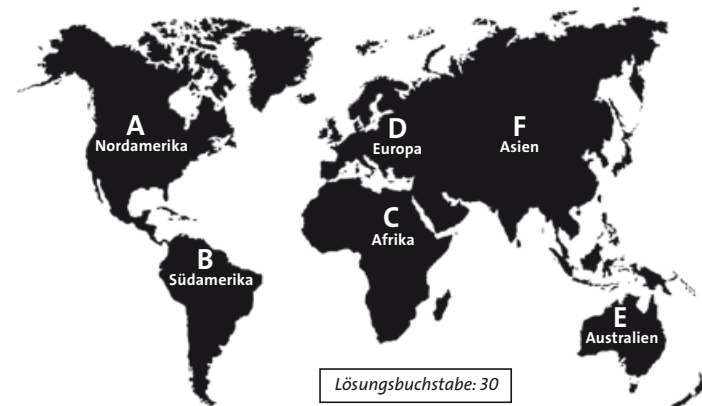 A
Nordamerika
D
Europa
F
Asien
C
Afrika
B
Südamerika
E
Australien
Lösungsbuchstabe: 30